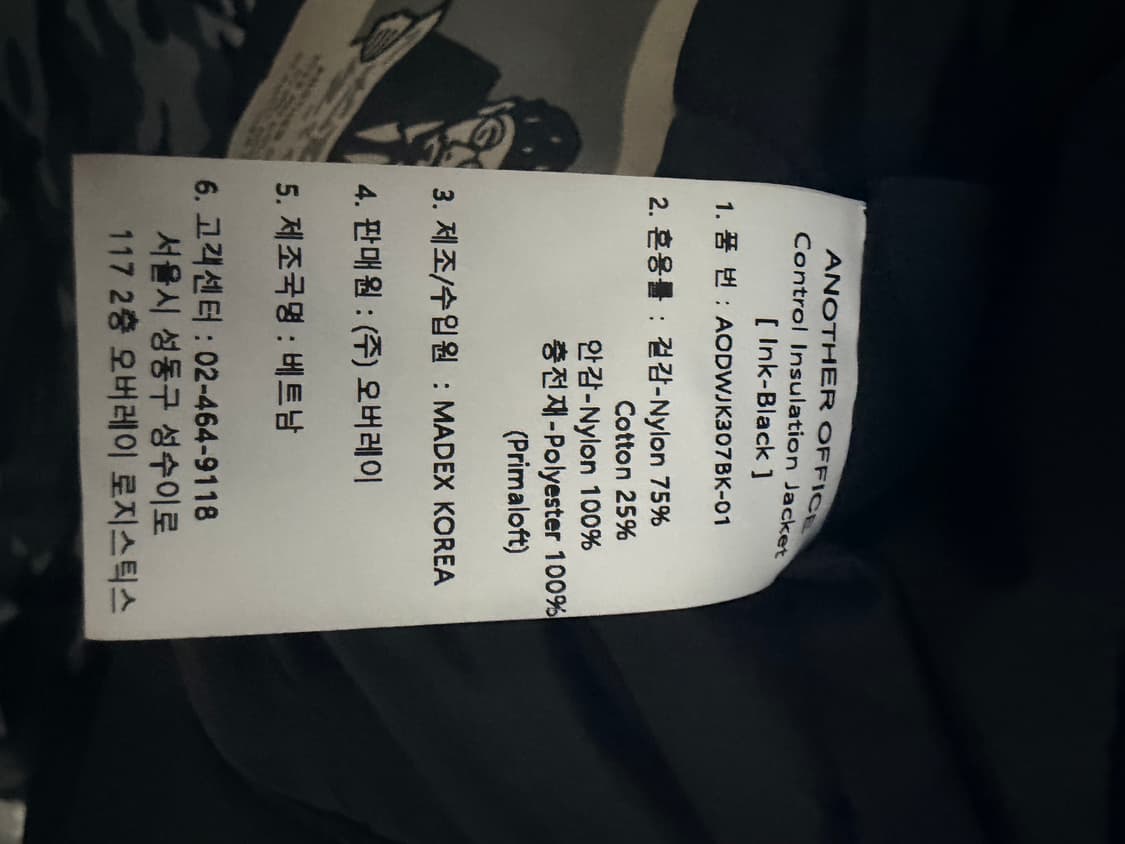 ANOTHER OFFICE
Control Insulation Jacket
[ Ink-Black ]
1. 품 번 : AODWJK307BK-01
2. 혼용률 : 겉감-Nylon 75%
Cotton 25%
안감-Nylon 100%
충전재-Polyester 100%
(Primaloft)
3. 제조/수입원 : MADEX KOREA
4. 판매원 : (주) 오버레이
5. 제조국명 : 베트남
6. 고객센터 : 02-464-9118
서울시 성동구 성수이로
117 2층 오버레이 로지스틱스